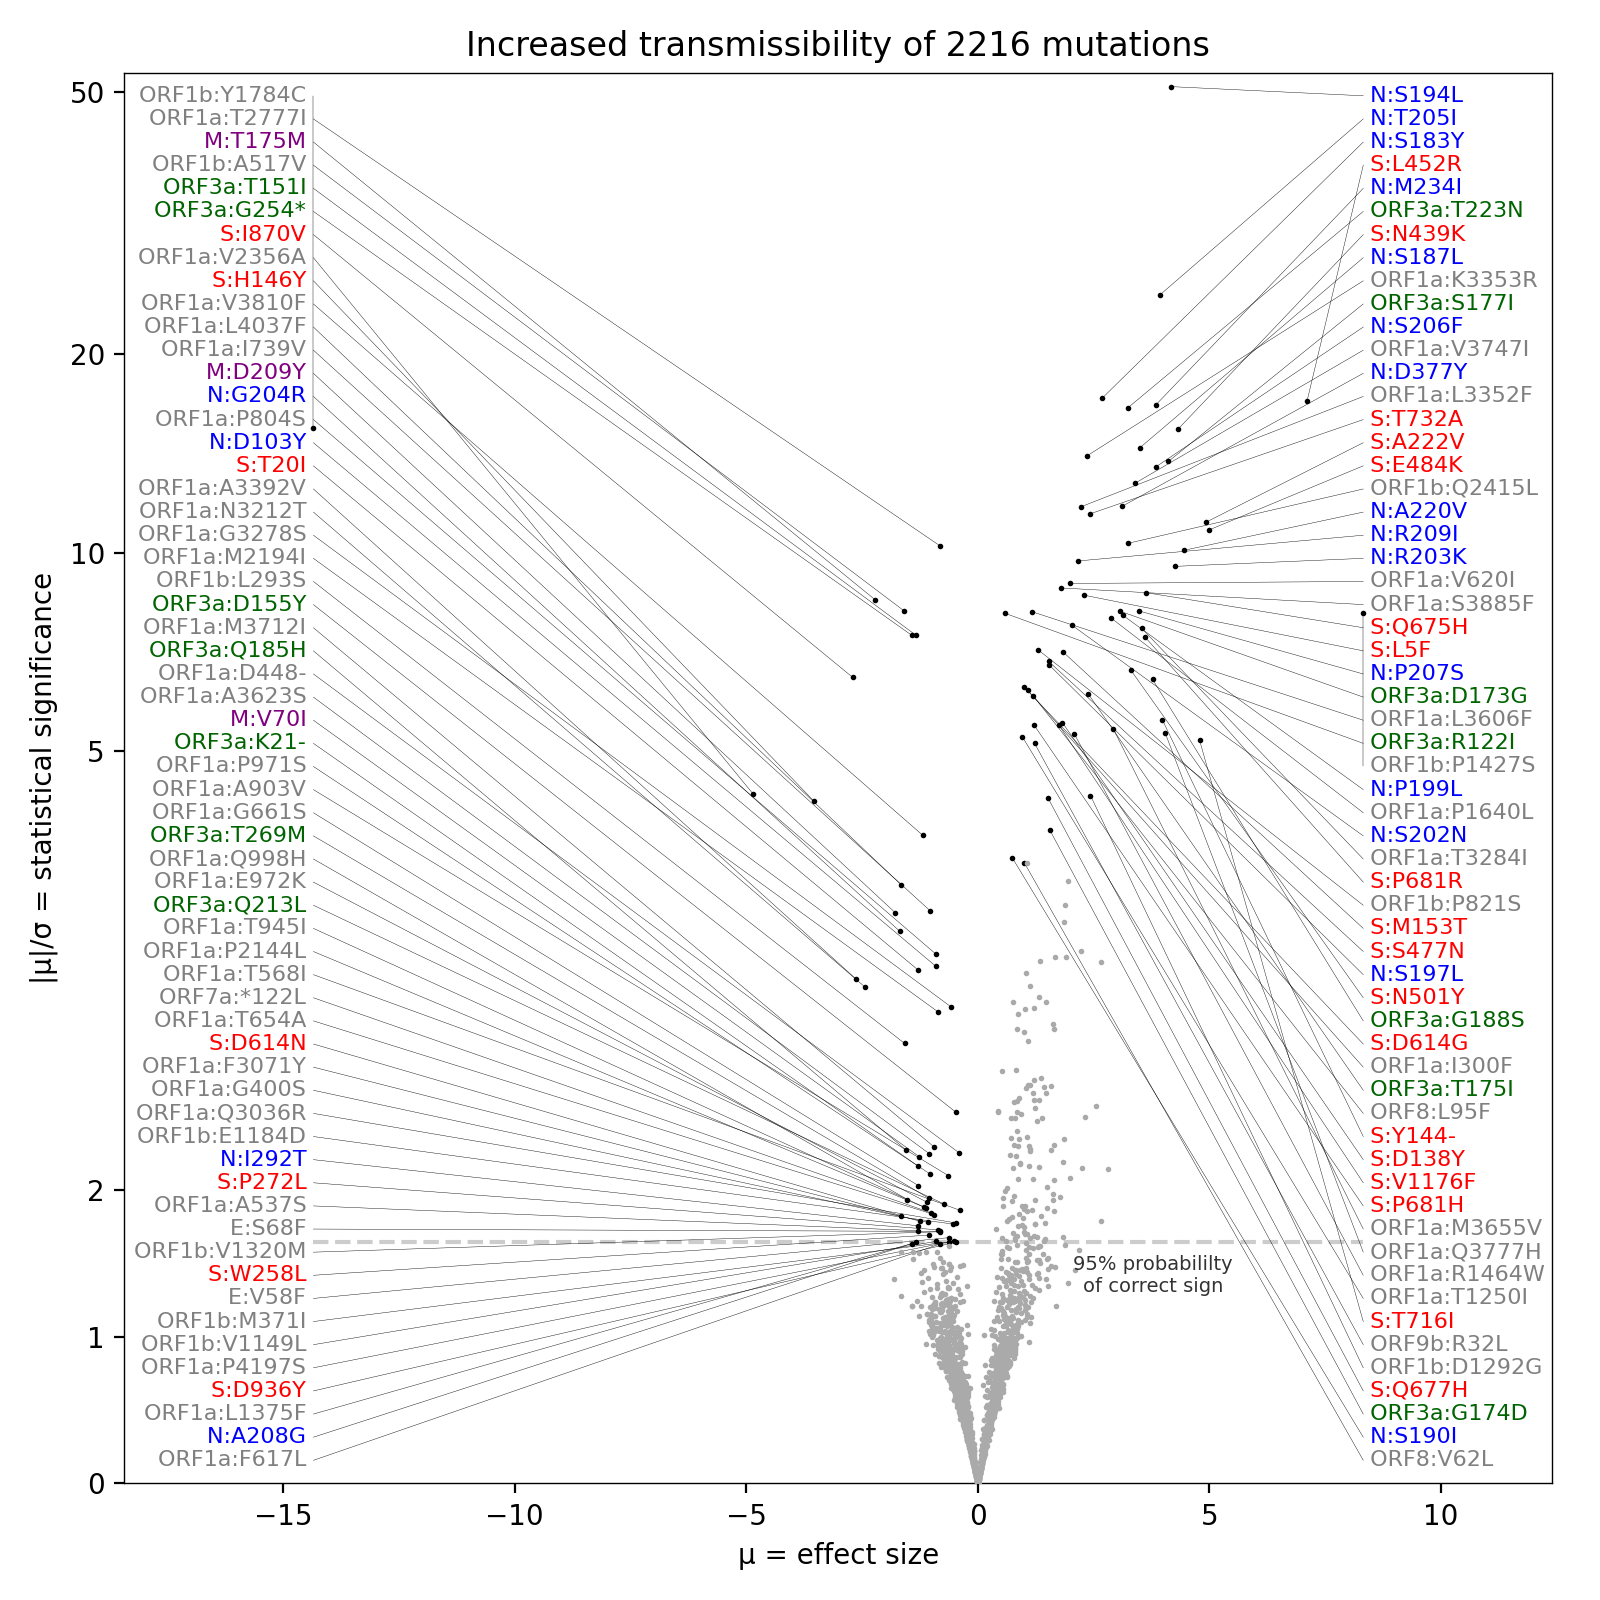 Increased transmissibility of 2216 mutations
|μ|/σ = statistical significance
50
20
10
5
2
1
0
ORF1b:Y1784C
ORF1a:T2777I
M:T175M
ORF1b:A517V
ORF3a:T151I
ORF3a:G254*
S:I870V
ORF1a:V2356A
S:H146Y
ORF1a:V3810F
ORF1a:L4037F
ORF1a:I739V
M:D209Y
N:G204R
ORF1a:P804S
N:D103Y
S:T20I
ORF1a:A3392V
ORF1a:N3212T
ORF1a:G3278S
ORF1a:M2194I
ORF1b:L293S
ORF3a:D155Y
ORF1a:M3712I
ORF3a:Q185H
ORF1a:D448-
ORF1a:A3623S
M:V70I
ORF3a:K21-
ORF1a:P971S
ORF1a:A903V
ORF1a:G661S
ORF3a:T269M
ORF1a:Q998H
ORF1a:E972K
ORF3a:Q213L
ORF1a:T945I
ORF1a:P2144L
ORF1a:T568I
ORF7a:*122L
ORF1a:T654A
S:D614N
ORF1a:F3071Y
ORF1a:G400S
ORF1a:Q3036R
ORF1b:E1184D
N:I292T
S:P272L
ORF1a:A537S
E:S68F
ORF1b:V1320M
S:W258L
E:V58F
ORF1b:M371I
ORF1b:V1149L
ORF1a:P4197S
S:D936Y
ORF1a:L1375F
N:A208G
ORF1a:F617L
N:S194L
N:T205I
N:S183Y
S:L452R
N:M234I
ORF3a:T223N
S:N439K
N:S187L
ORF1a:K3353R
ORF3a:S177I
N:S206F
ORF1a:V3747I
N:D377Y
ORF1a:L3352F
S:T732A
S:A222V
S:E484K
ORF1b:Q2415L
N:A220V
N:R209I
N:R203K
ORF1a:V620I
ORF1a:S3885F
S:Q675H
S:L5F
N:P207S
ORF3a:D173G
ORF1a:L3606F
ORF3a:R122I
ORF1b:P1427S
N:P199L
ORF1a:P1640L
N:S202N
ORF1a:T3284I
S:P681R
ORF1b:P821S
S:M153T
S:S477N
N:S197L
S:N501Y
ORF3a:G188S
S:D614G
ORF1a:I300F
ORF3a:T175I
ORF8:L95F
S:Y144-
S:D138Y
S:V1176F
S:P681H
ORF1a:M3655V
ORF1a:Q3777H
ORF1a:R1464W
ORF1a:T1250I
S:T716I
ORF9b:R32L
ORF1b:D1292G
S:Q677H
ORF3a:G174D
N:S190I
ORF8:V62L
95% probabililty
of correct sign
−15 −10 −5 0 5 10
μ = effect size